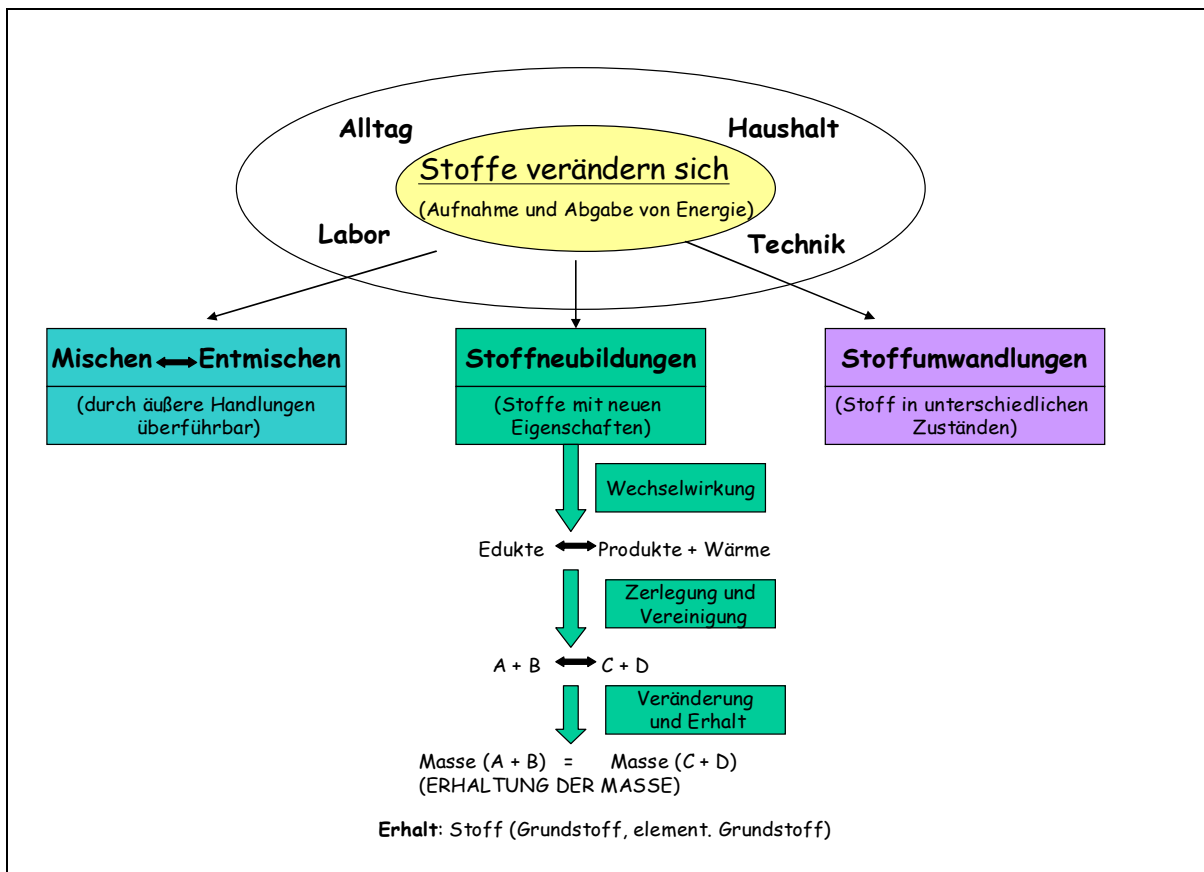 Alltag
Haushalt
Stoffe verändern sich
(Aufnahme und Abgabe von Energie)
Labor
Technik
Mischen ↔ Entmischen
(durch äußere Handlungen
überführbar)
Stoffneubildungen
(Stoffe mit neuen
Eigenschaften)
Stoffumwandlungen
(Stoff in unterschiedlichen
Zuständen)
Wechselwirkung
Edukte ↔ Produkte + Wärme
Zerlegung und
Vereinigung
A + B ↔ C + D
Veränderung
und Erhalt
Masse (A + B) = Masse (C + D)
(ERHALTUNG DER MASSE)
Erhalt: Stoff (Grundstoff, element. Grundstoff)